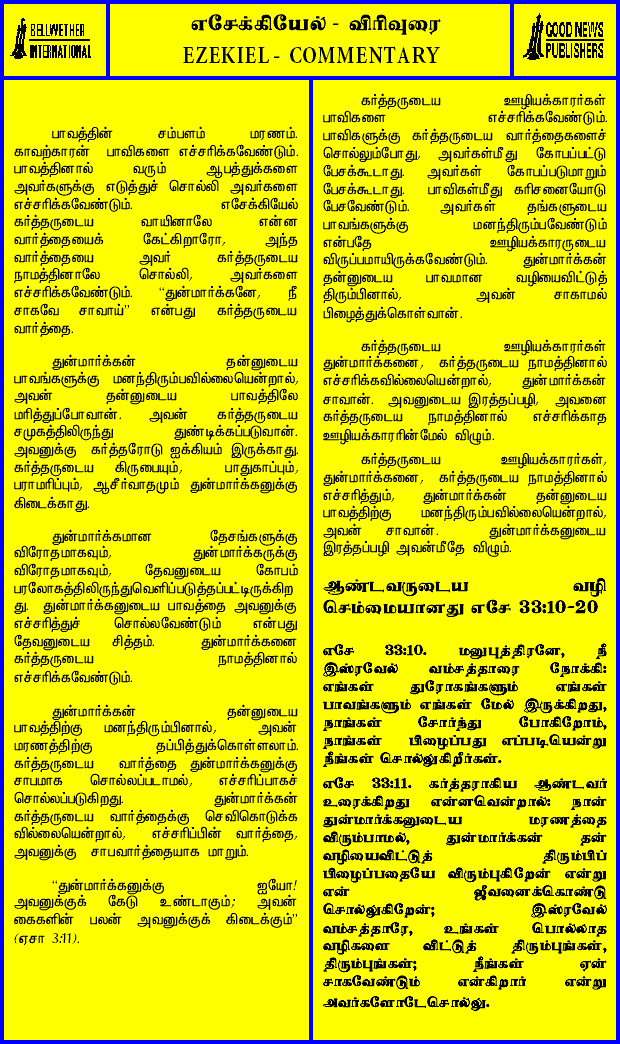 BELLWETHER
INTERNATIONAL
எசேக்கியேல் - விரிவுரை
EZEKIEL - COMMENTARY
GOOD NEWS
PUBLISHERS
பாவத்தின் சம்பளம் மரணம்.
காவற்காரன் பாவிகளை எச்சரிக்கவேண்டும்.
பாவத்தினால் வரும் ஆபத்துக்களை
அவர்களுக்கு எடுத்துச் சொல்லி அவர்களை
எச்சரிக்கவேண்டும். எசேக்கியேல்
கர்த்தருடைய வாயினாலே என்ன
வார்த்தையைக் கேட்கிறாரோ, அந்த
வார்த்தையை அவர் கர்த்தருடைய
நாமத்தினாலே சொல்லி, அவர்களை
எச்சரிக்கவேண்டும். “துன்மார்க்கனே, நீ
சாகவே சாவாய்” என்பது கர்த்தருடைய
வார்த்தை.
துன்மார்க்கன் தன்னுடைய
பாவங்களுக்கு மனந்திரும்பவில்லையென்றால்,
அவன் தன்னுடைய பாவத்திலே
மரித்துப்போவான். அவன் கர்த்தருடைய
சமுகத்திலிருந்து துண்டிக்கப்படுவான்.
அவனுக்கு கர்த்தரோடு ஐக்கியம் இருக்காது.
கர்த்தருடைய கிருபையும், பாதுகாப்பும்,
பராமரிப்பும், ஆசீர்வாதமும் துன்மார்க்கனுக்கு
கிடைக்காது.
துன்மார்க்கமான தேசங்களுக்கு
விரோதமாகவும், துன்மார்க்கருக்கு
விரோதமாகவும், தேவனுடைய கோபம்
பரலோகத்திலிருந்துவெளிப்படுத்தப்பட்டிருக்கிற
து. துன்மார்க்கனுடைய பாவத்தை அவனுக்கு
எச்சரித்துச் சொல்லவேண்டும் என்பது
தேவனுடைய சித்தம். துன்மார்க்கனை
கர்த்தருடைய நாமத்தினால்
எச்சரிக்கவேண்டும்.
துன்மார்க்கன் தன்னுடைய
பாவத்திற்கு மனந்திரும்பினால், அவன்
மரணத்திற்கு தப்பித்துக்கொள்ளலாம்.
கர்த்தருடைய வார்த்தை துன்மார்க்கனுக்கு
சாபமாக சொல்லப்படாமல், எச்சரிப்பாகச்
சொல்லப்படுகிறது. துன்மார்க்கன்
கர்த்தருடைய வார்த்தைக்கு செவிகொடுக்க
வில்லையென்றால், எச்சரிப்பின் வார்த்தை,
அவனுக்கு சாபவார்த்தையாக மாறும்.
“துன்மார்க்கனுக்கு ஐயோ!
அவனுக்குக் கேடு உண்டாகும்; அவன்
கைகளின் பலன் அவனுக்குக் கிடைக்கும்”
(ஏசா 3:11).
கர்த்தருடைய ஊழியக்காரர்கள்
பாவிகளை எச்சரிக்கவேண்டும்.
பாவிகளுக்கு கர்த்தருடைய வார்த்தைகளைச்
சொல்லும்போது, அவர்கள்மீது கோபப்பட்டு
பேசக்கூடாது. அவர்கள் கோபப்படுமாறும்
பேசக்கூடாது. பாவிகள்மீது கரிசனையோடு
பேசவேண்டும். அவர்கள் தங்களுடைய
பாவங்களுக்கு மனந்திரும்பவேண்டும்
என்பதே ஊழியக்காரருடைய
விருப்பமாயிருக்கவேண்டும். துன்மார்க்கன்
தன்னுடைய பாவமான வழியைவிட்டுத்
திரும்பினால், அவன் சாகாமல்
பிழைத்துக்கொள்வான்.
கர்த்தருடைய ஊழியக்காரர்கள்
துன்மார்க்கனை, கர்த்தருடைய நாமத்தினால்
எச்சரிக்கவில்லையென்றால், துன்மார்க்கன்
சாவான். அவனுடைய இரத்தப்பழி, அவனை
கர்த்தருடைய நாமத்தினால் எச்சரிக்காத
ஊழியக்காரரின்மேல் விழும்.
கர்த்தருடைய ஊழியக்காரர்கள்,
துன்மார்க்கனை, கர்த்தருடைய நாமத்தினால்
எச்சரித்தும், துன்மார்க்கன் தன்னுடைய
பாவத்திற்கு மனந்திரும்பவில்லையென்றால்,
அவன் சாவான். துன்மார்க்கனுடைய
இரத்தப்பழி அவன்மீதே விழும்.
ஆண்டவருடைய வழி
செம்மையானது எசே 33:10-20
எசே 33:10. மனுபுத்திரனே, நீ
இஸ்ரவேல் வம்சத்தாரை நோக்கி:
எங்கள் துரோகங்களும் எங்கள்
பாவங்களும் எங்கள் மேல் இருக்கிறது,
நாங்கள் சோர்ந்து போகிறோம்,
நாங்கள் பிழைப்பது எப்படியென்று
நீங்கள் சொல்லுகிறீர்கள்.
எசே 33:11. கர்த்தராகிய ஆண்டவர்
உரைக்கிறது என்னவென்றால்: நான்
துன்மார்க்கனுடைய மரணத்தை
விரும்பாமல், துன்மார்க்கன் தன்
வழியைவிட்டுத் திரும்பிப்
பிழைப்பதையே விரும்புகிறேன் என்று
என் ஜீவனைக்கொண்டு
சொல்லுகிறேன்; இஸ்ரவேல்
வம்சத்தாரே, உங்கள் பொல்லாத
வழிகளை விட்டுத் திரும்புங்கள்,
திரும்புங்கள்; நீங்கள் ஏன்
சாகவேண்டும் என்கிறார் என்று
அவர்களோடேசொல்லு.